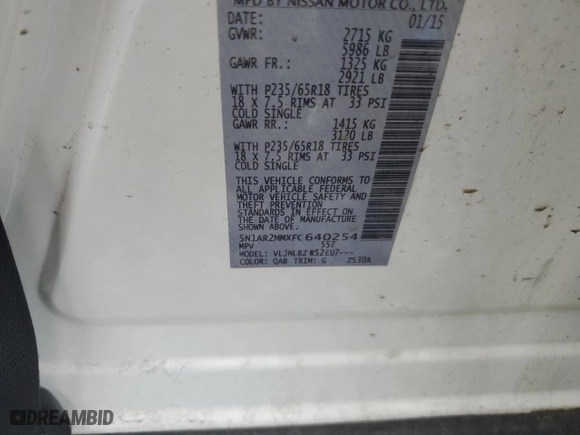 MFD BY NISSAN MOTOR CO., LTD.
DATE: 01/15
GVWR: 2715 KG
5986 LB
GAWR FR.: 1325 KG
2921 LB
WITH P235/65R18 TIRES
18 X 7.5 RIMS AT 33 PSI
COLD SINGLE
GAWR RR.: 1415 KG
3120 LB
WITH P235/65R18 TIRES
18 X 7.5 RIMS AT 33 PSI
COLD SINGLE
THIS VEHICLE CONFORMS TO
ALL APPLICABLE FEDERAL
MOTOR VEHICLE SAFETY AND
THEFT PREVENTION
STANDARDS IN EFFECT ON
THE DATE OF MANUFACTURE
SHOWN ABOVE.
5N1AR2MMXFC640254
MPV 557
MODEL: VLJNLBZ R52EU7---
COLOR: QAB TRIM: G Z530A
DREAMBID